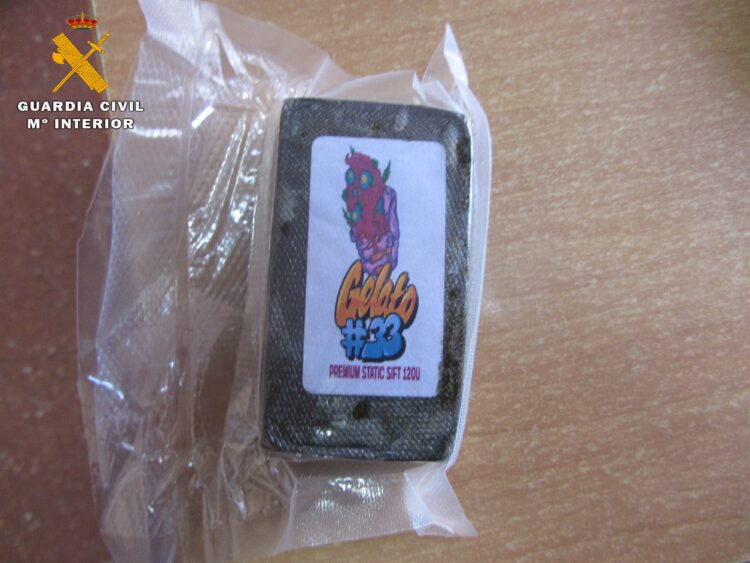 GUARDIA CIVIL
Mº INTERIOR
Gelato
#33
PREMIUM STATIC SIFT 120U